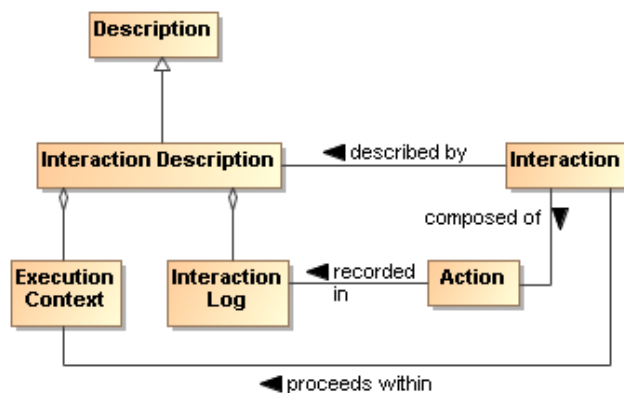 Description
Interaction Description
described by
Interaction
composed of
Execution
Context
Interaction
Log
recorded
in
Action
proceeds within